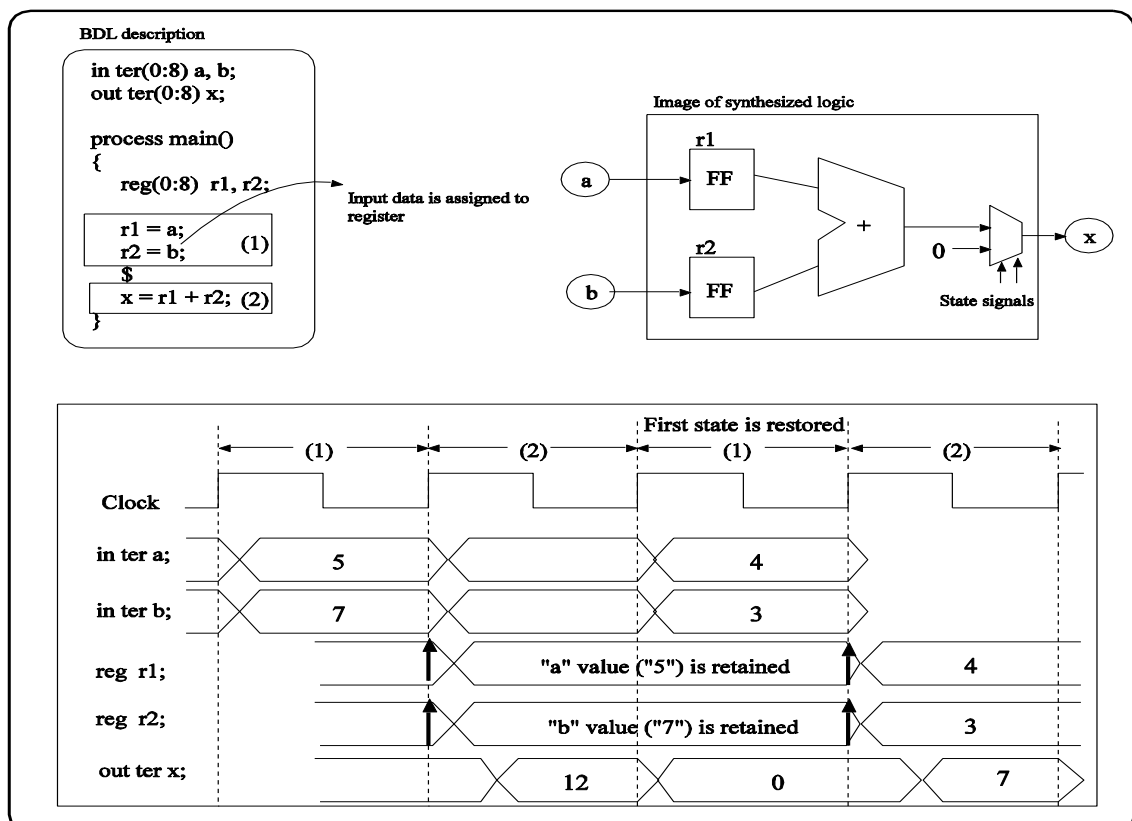 BDL description
in ter(0:8) a, b;
out ter(0:8) x;
process main()
{
reg(0:8) r1, r2;
r1 = a;
r2 = b; (1)
$
x = r1 + r2; (2)
}
Input data is assigned to
register
Image of synthesized logic
r1
a FF
+
0
x
r2
b FF
State signals
First state is restored
(1) (2) (1) (2)
Clock
in ter a; 5 4
in ter b; 7 3
reg r1; "a" value ("5") is retained 4
reg r2; "b" value ("7") is retained 3
out ter x; 12 0 7